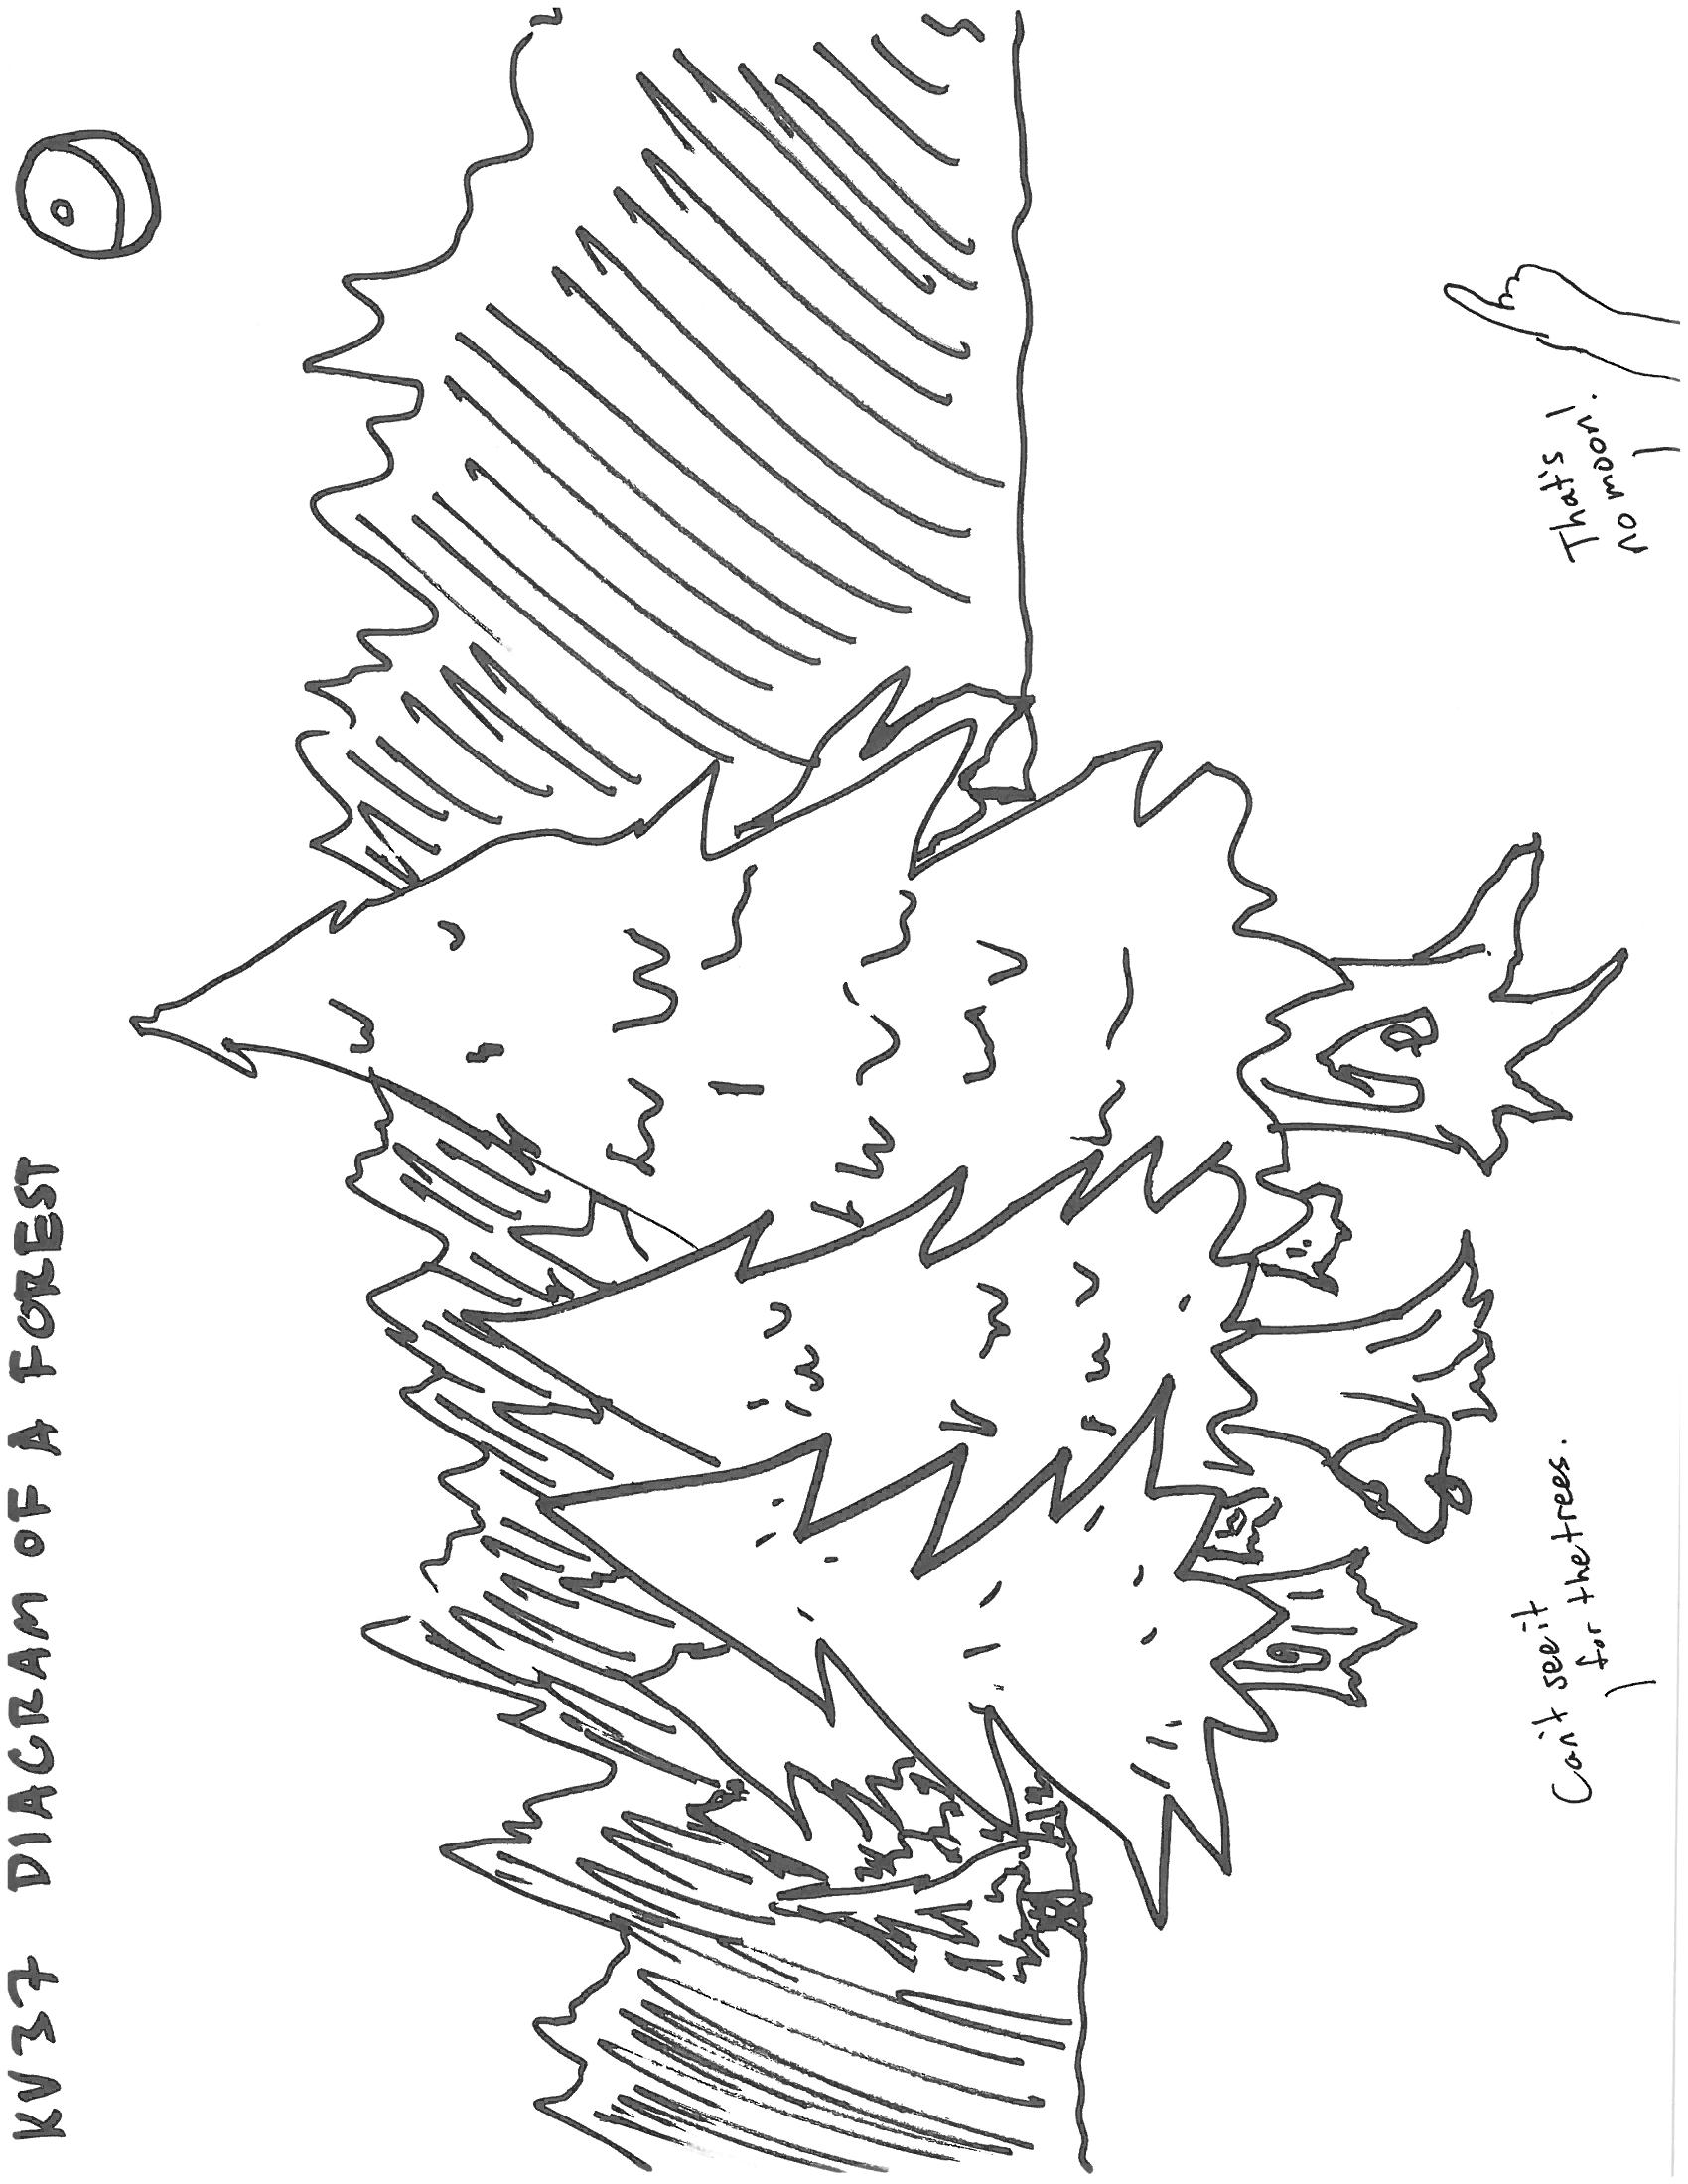 KV37 DIAGRAM OF A FOREST
Can't see it
for the trees.
That's
no moon!